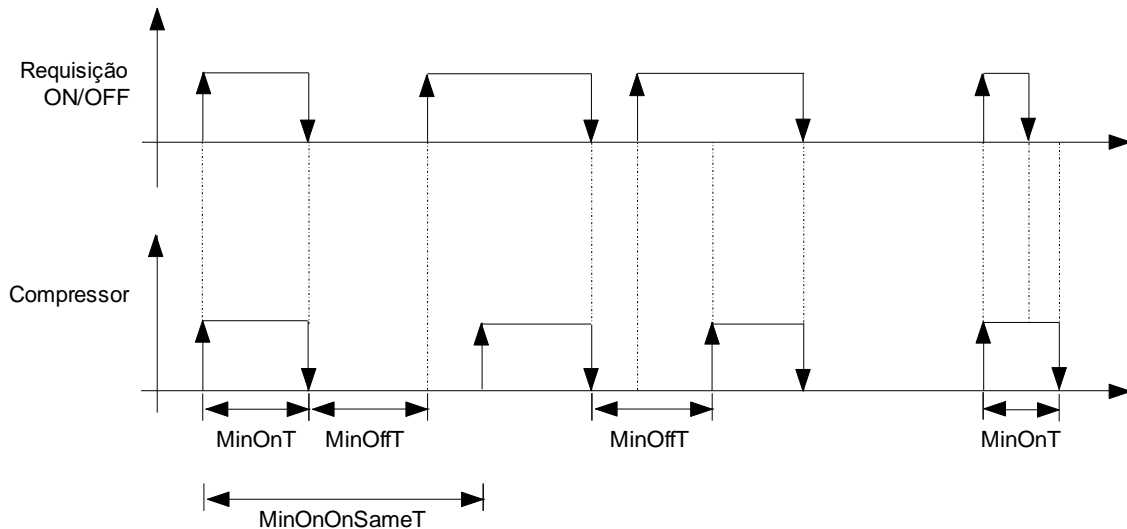 Requisição
ON/OFF
Compressor
MinOnT
MinOffT
MinOffT
MinOnT
MinOnOnSameT